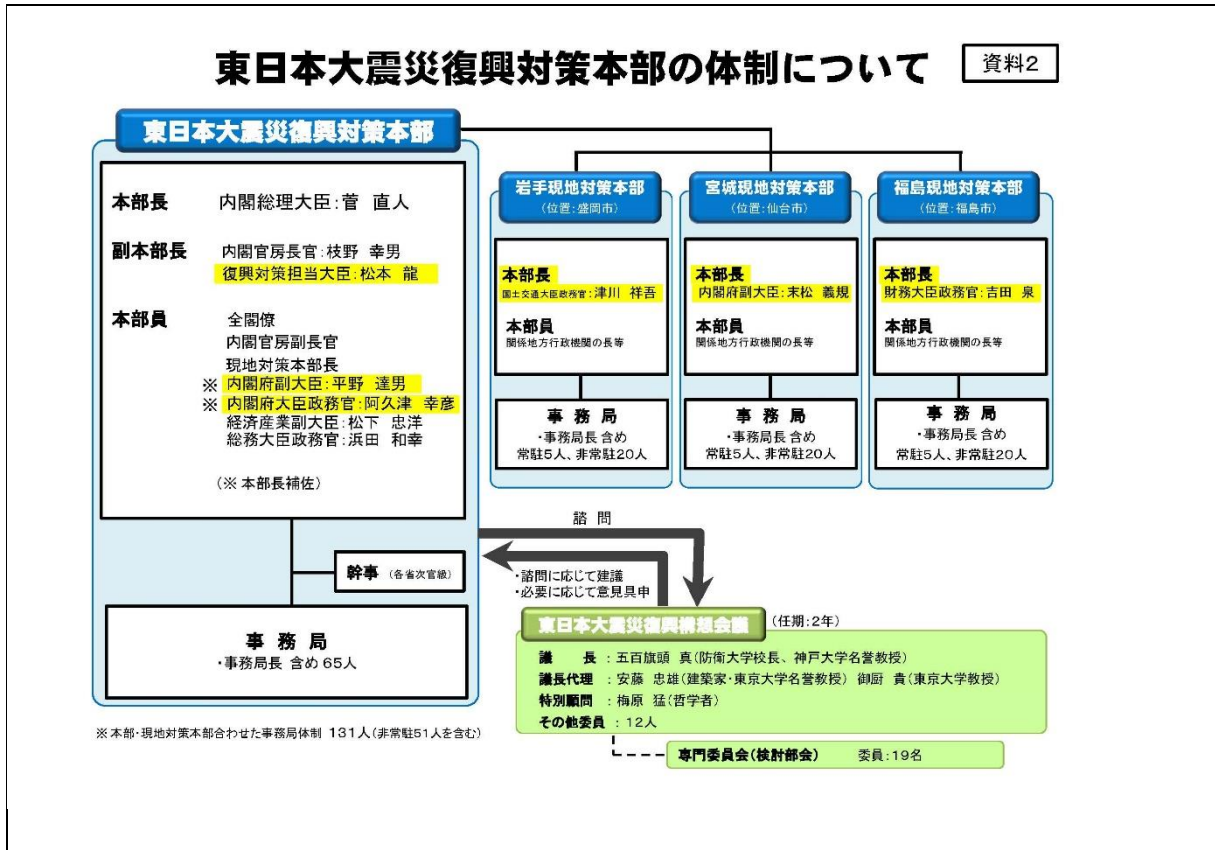 東日本大震災復興対策本部の体制について
資料2
東日本大震災復興対策本部
本部長 内閣総理大臣:菅 直人
副本部長 内閣官房長官:枝野 幸男
復興対策担当大臣:松本 龍
本部員 全閣僚
内閣官房副長官
現地対策本部長
※ 内閣府副大臣:平野 達男
※ 内閣府大臣政務官:阿久津 幸彦
経済産業副大臣:松下 忠洋
総務大臣政務官:浜田 和幸
(※ 本部長補佐)
幹事 (各省次官級)
事務局
・事務局長 含め 65人
※ 本部・現地対策本部合わせた事務局体制 131人(非常駐51人を含む)
岩手現地対策本部
(位置:盛岡市)
本部長
国土交通大臣政務官:津川 祥吾
本部員
関係地方行政機関の長等
事務局
・事務局長 含め
常駐5人、非常駐20人
宮城現地対策本部
(位置:仙台市)
本部長
内閣府副大臣:末松 義規
本部員
関係地方行政機関の長等
事務局
・事務局長 含め
常駐5人、非常駐20人
福島現地対策本部
(位置:福島市)
本部長
財務大臣政務官:吉田 泉
本部員
関係地方行政機関の長等
事務局
・事務局長 含め
常駐5人、非常駐20人
諮問
・諮問に応じて建議
・必要に応じて意見具申
東日本大震災復興構想会議
(任期:2年)
議長:五百旗頭 真(防衛大学校長、神戸大学名誉教授)
議長代理:安藤 忠雄(建築家・東京大学名誉教授) 御厨 貴(東京大学教授)
特別顧問:梅原 猛(哲学者)
その他委員:12人
専門委員会(検討部会) 委員:19名